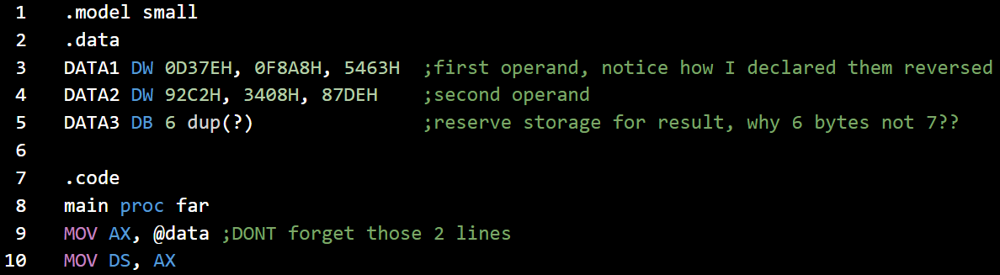 1 .model small
2 .data
3 DATA1 DW 0D37EH, 0F8A8H, 5463H ;first operand, notice how I declared them reversed
4 DATA2 DW 92C2H, 3408H, 87DEH ;second operand
5 DATA3 DB 6 dup(?) ;reserve storage for result, why 6 bytes not 7??
6
7 .code
8 main proc far
9 MOV AX, @data ;DONT forget those 2 lines
10 MOV DS, AX